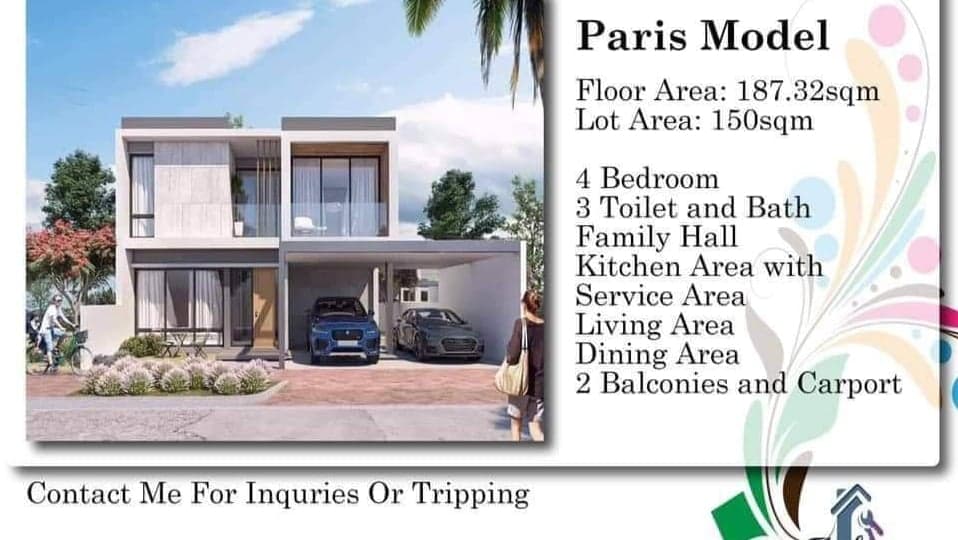 Paris Model
Floor Area: 187.32sqm
Lot Area: 150sqm
4 Bedroom
3 Toilet and Bath
Family Hall
Kitchen Area with
Service Area
Living Area
Dining Area
2 Balconies and Carport
Contact Me For Inquries Or Tripping